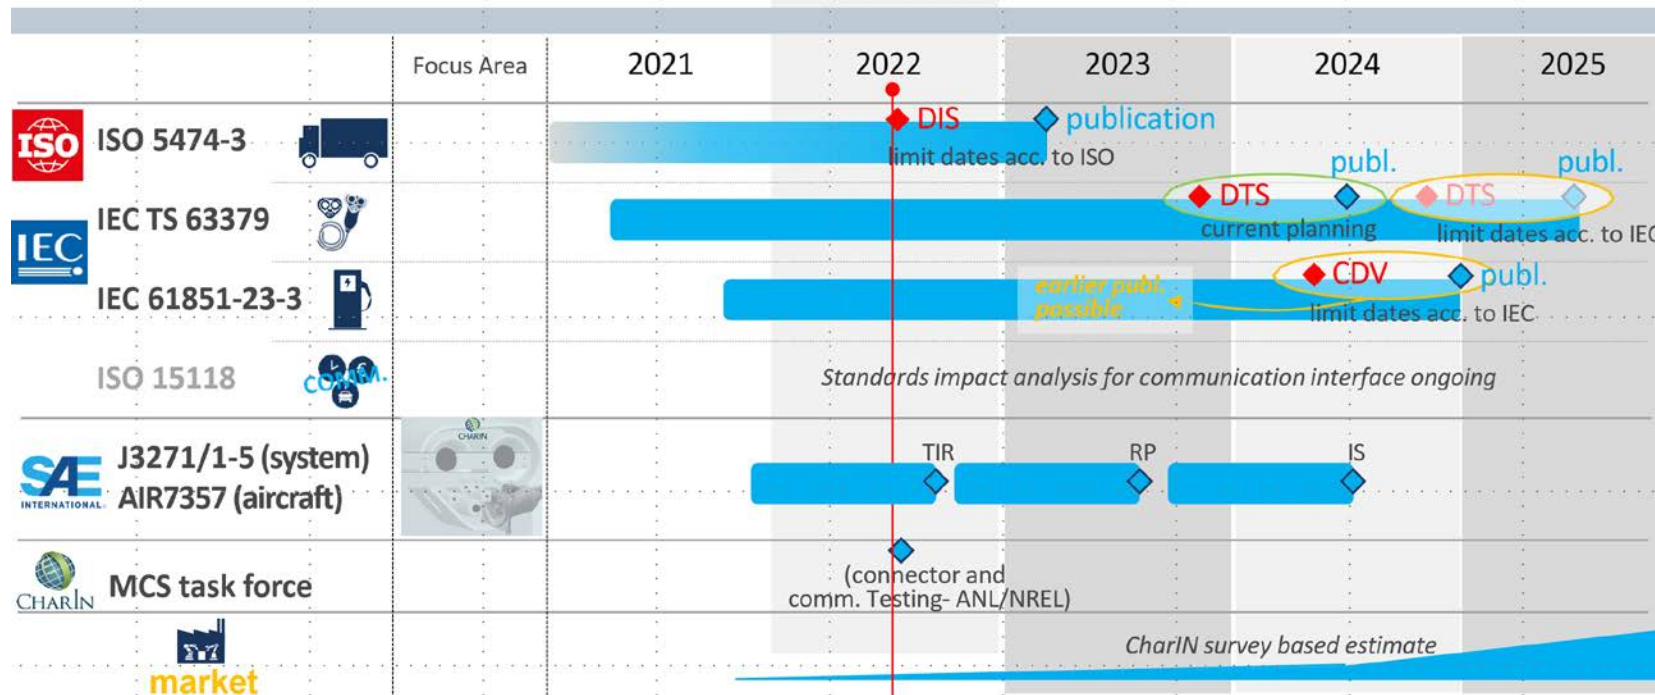 Focus Area
2021
2022
2023
2024
2025
ISO
ISO 5474-3
DIS
publication
limit dates acc. to ISO
IEC
IEC TS 63379
DTS
publ.
current planning
DTS
publ.
limit dates acc. to IEC
IEC 61851-23-3
earlier publ.
possible
CDV
publ.
limit dates acc. to IEC
ISO 15118
COMM.
Standards impact analysis for communication interface ongoing
SAE
INTERNATIONAL
J3271/1-5 (system)
AIR7357 (aircraft)
CHARIN
TIR
RP
IS
CHARIN
MCS task force
(connector and
comm. Testing- ANL/NREL)
market
CharIN survey based estimate